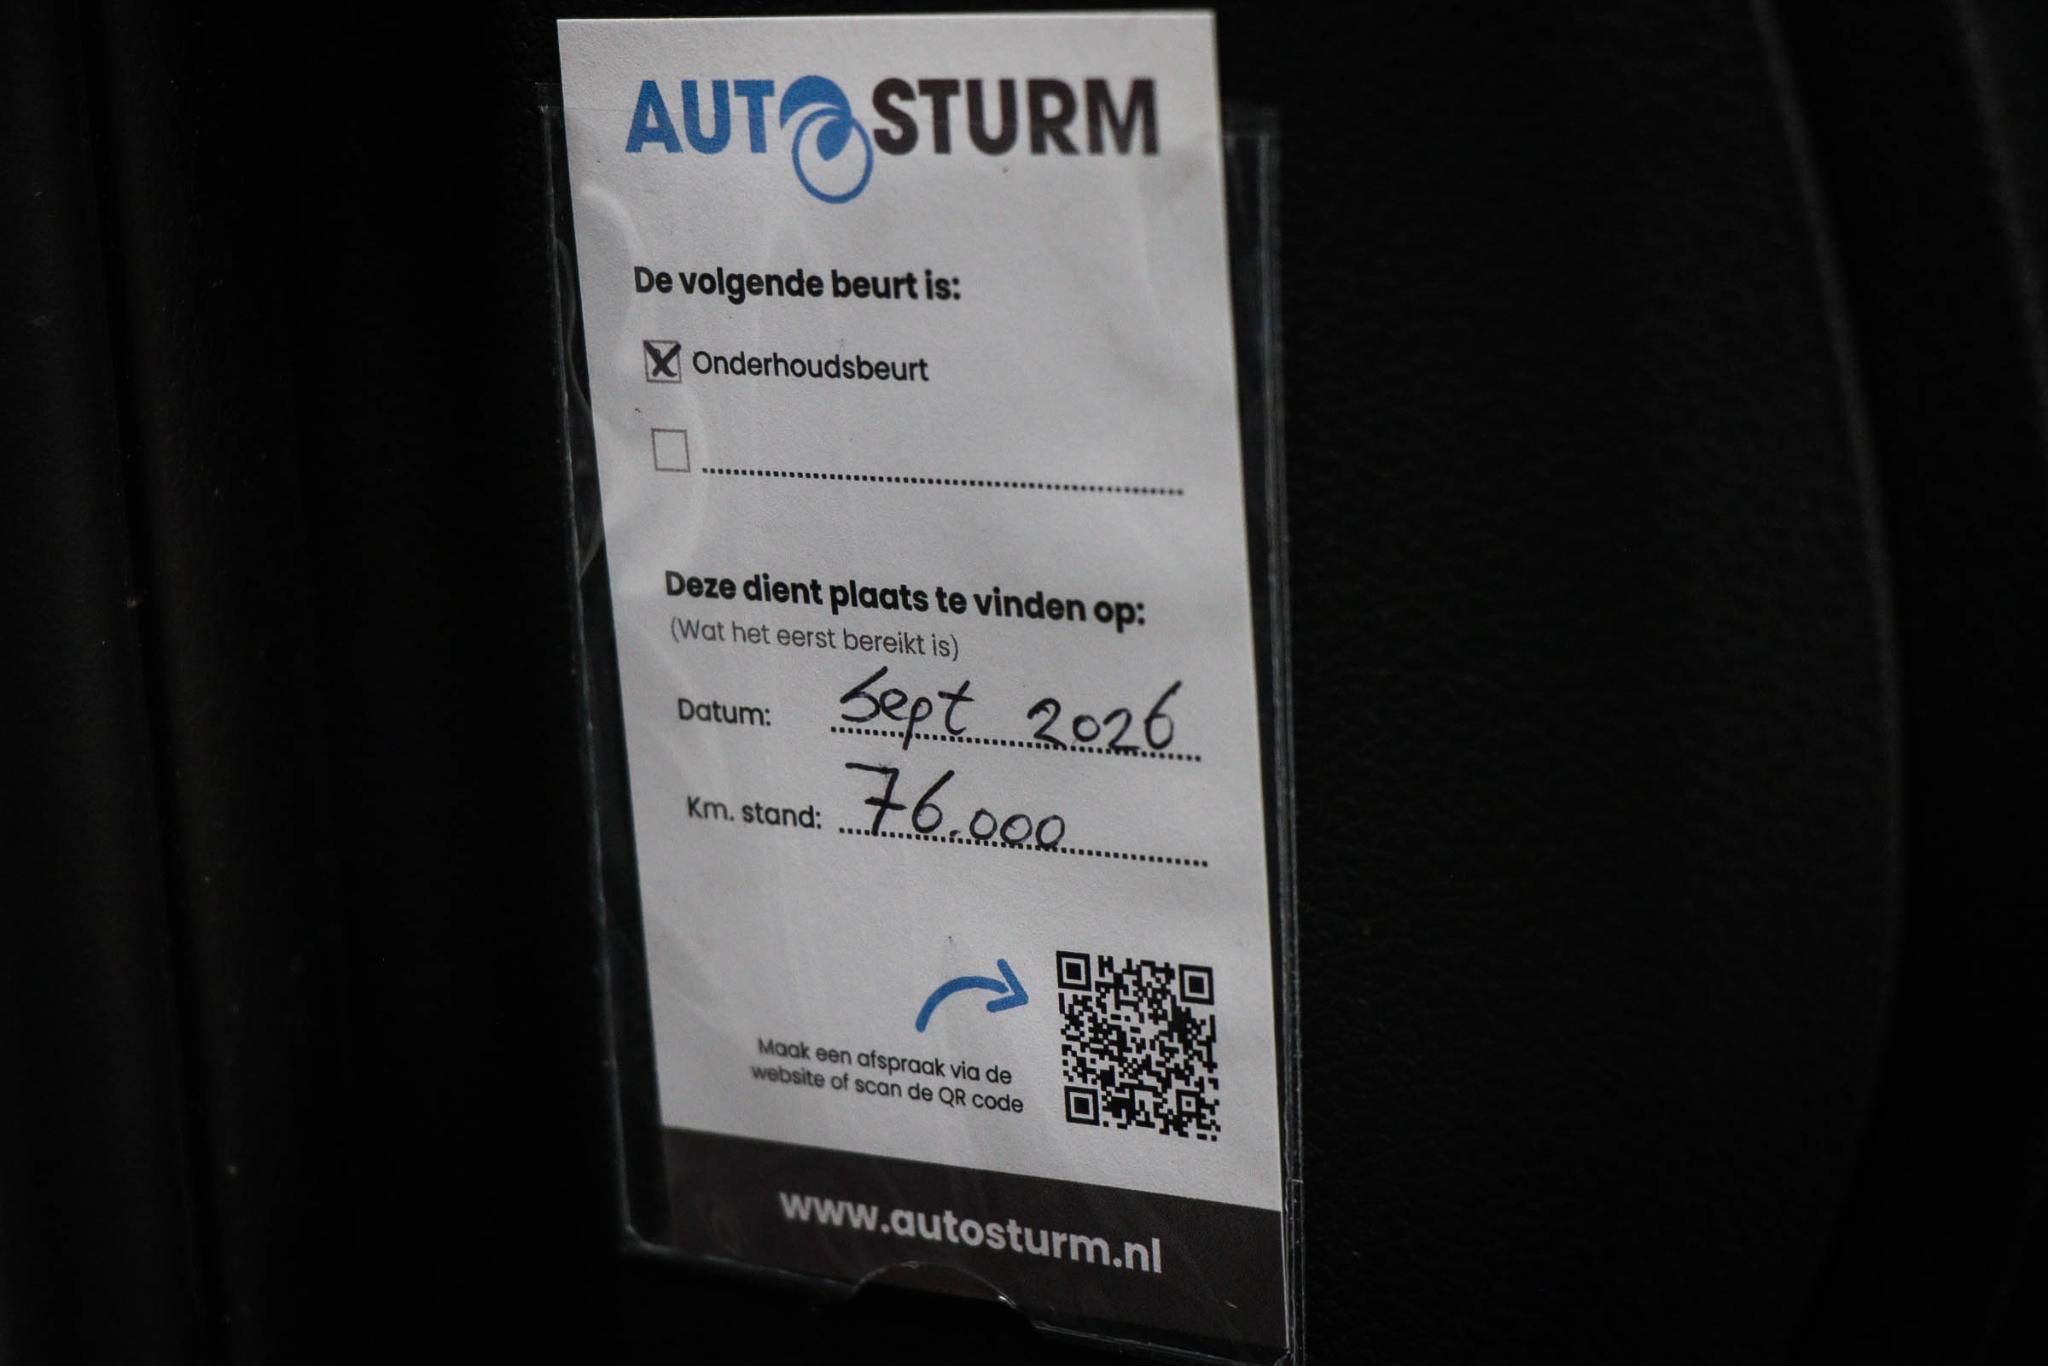 AUTOSTURM
De volgende beurt is:
X Onderhoudsbeurt
Deze dient plaats te vinden op:
(Wat het eerst bereikt is)
Datum: Sept 2026
Km. stand: 76.000
Maak een afspraak via de
website of scan de QR code
www.autosturm.nl